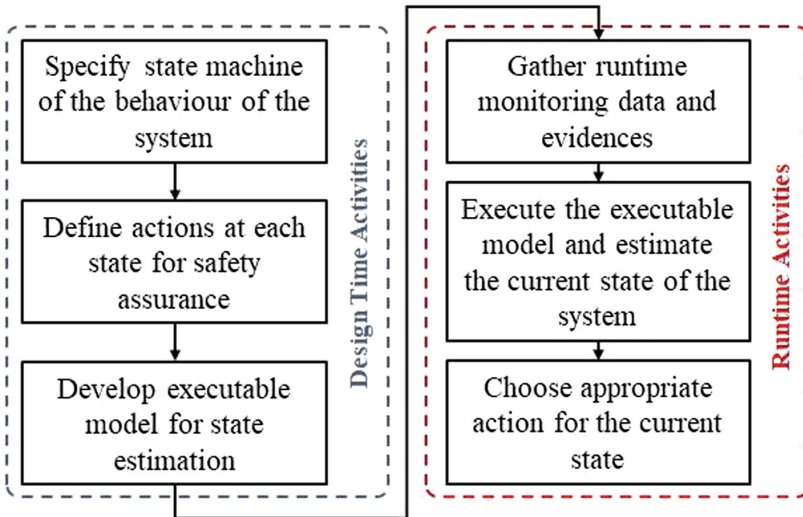 Specify state machine
of the behaviour of the
system
Define actions at each
state for safety
assurance
Develop executable
model for state
estimation
Design Time Activities
Gather runtime
monitoring data and
evidences
Execute the executable
model and estimate
the current state of the
system
Choose appropriate
action for the current
state
Runtime Activities